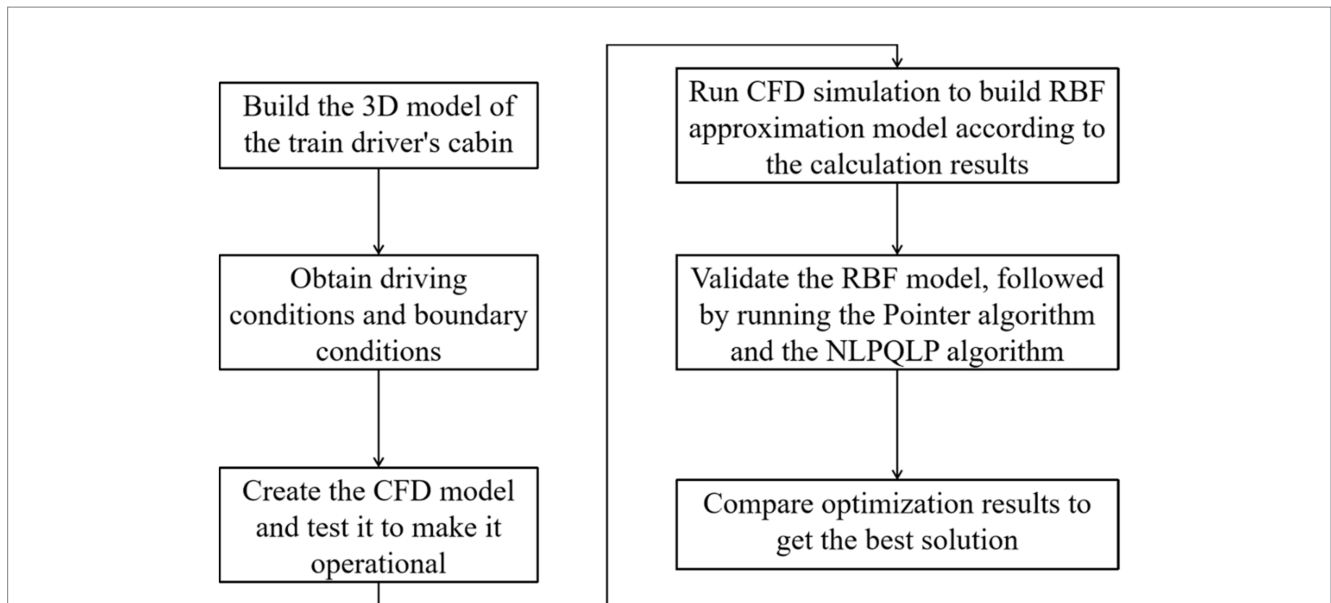 Build the 3D model of
the train driver's cabin
Obtain driving
conditions and boundary
conditions
Create the CFD model
and test it to make it
operational
Run CFD simulation to build RBF
approximation model according to
the calculation results
Validate the RBF model, followed
by running the Pointer algorithm
and the NLPQLP algorithm
Compare optimization results to
get the best solution